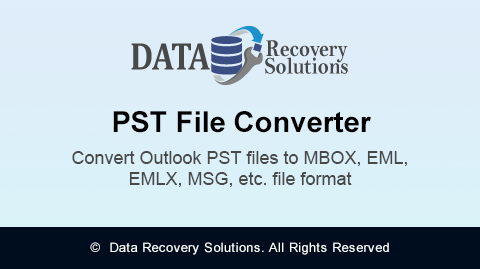 DATA Recovery
Solutions
PST File Converter
Convert Outlook PST files to MBOX, EML,
EMLX, MSG, etc. file format
© Data Recovery Solutions. All Rights Reserved